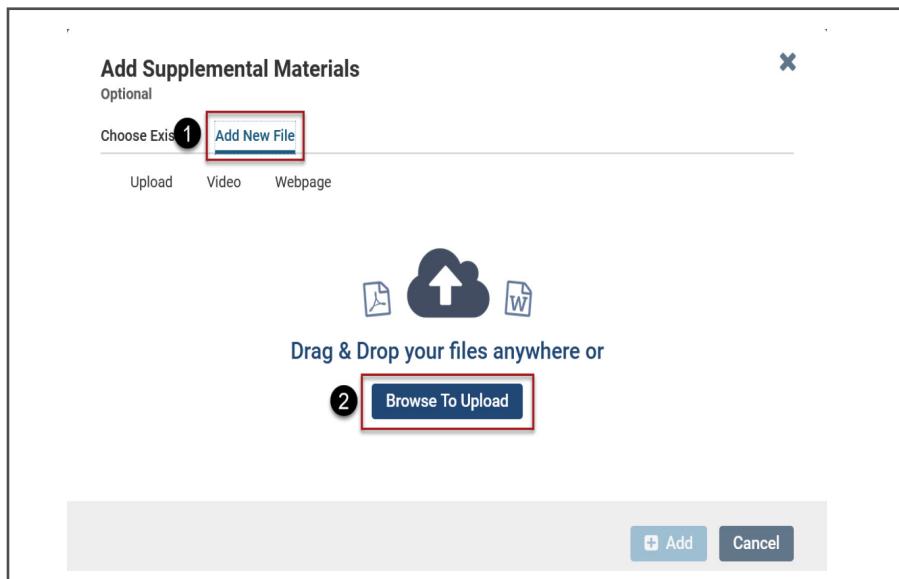 Add Supplemental Materials
Optional
Choose Exis 1 Add New File
Upload Video Webpage
W
Drag & Drop your files anywhere or
2 Browse To Upload
Add Cancel